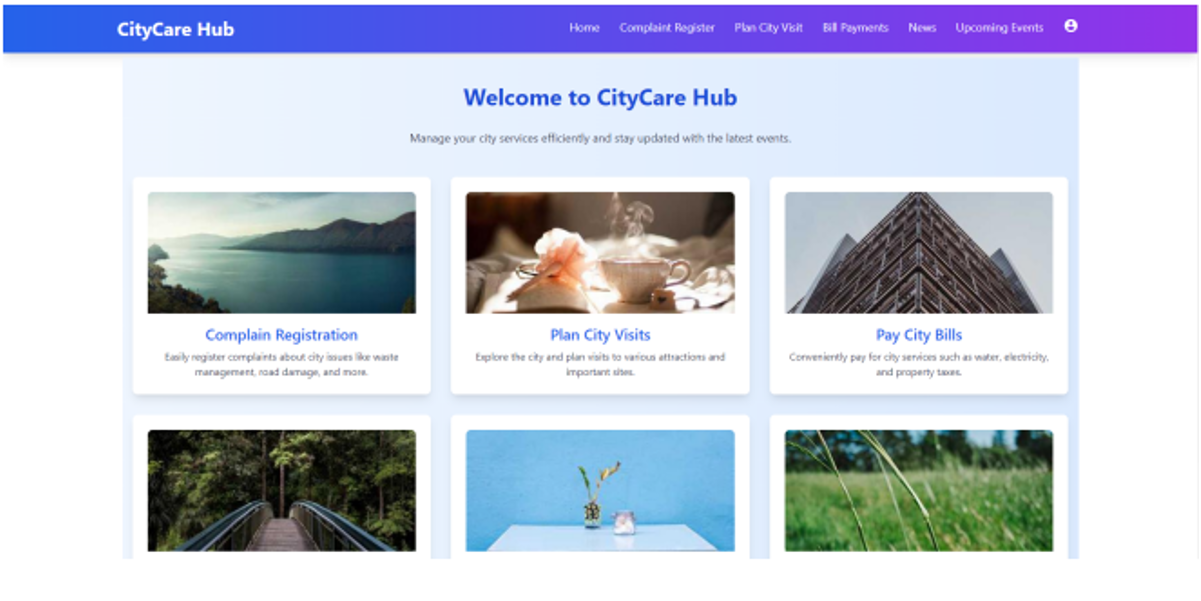 CityCare Hub
Home Complaint Register Plan City Visit Bill Payments News Upcoming Events
Welcome to CityCare Hub
Manage your city services efficiently and stay updated with the latest events.
Complain Registration
Easily register complaints about city issues like waste
management, road damage, and more.
Plan City Visits
Explore the city and plan visits to various attractions and
important sites.
Pay City Bills
Conveniently pay for city services such as water, electricity,
and property taxes.